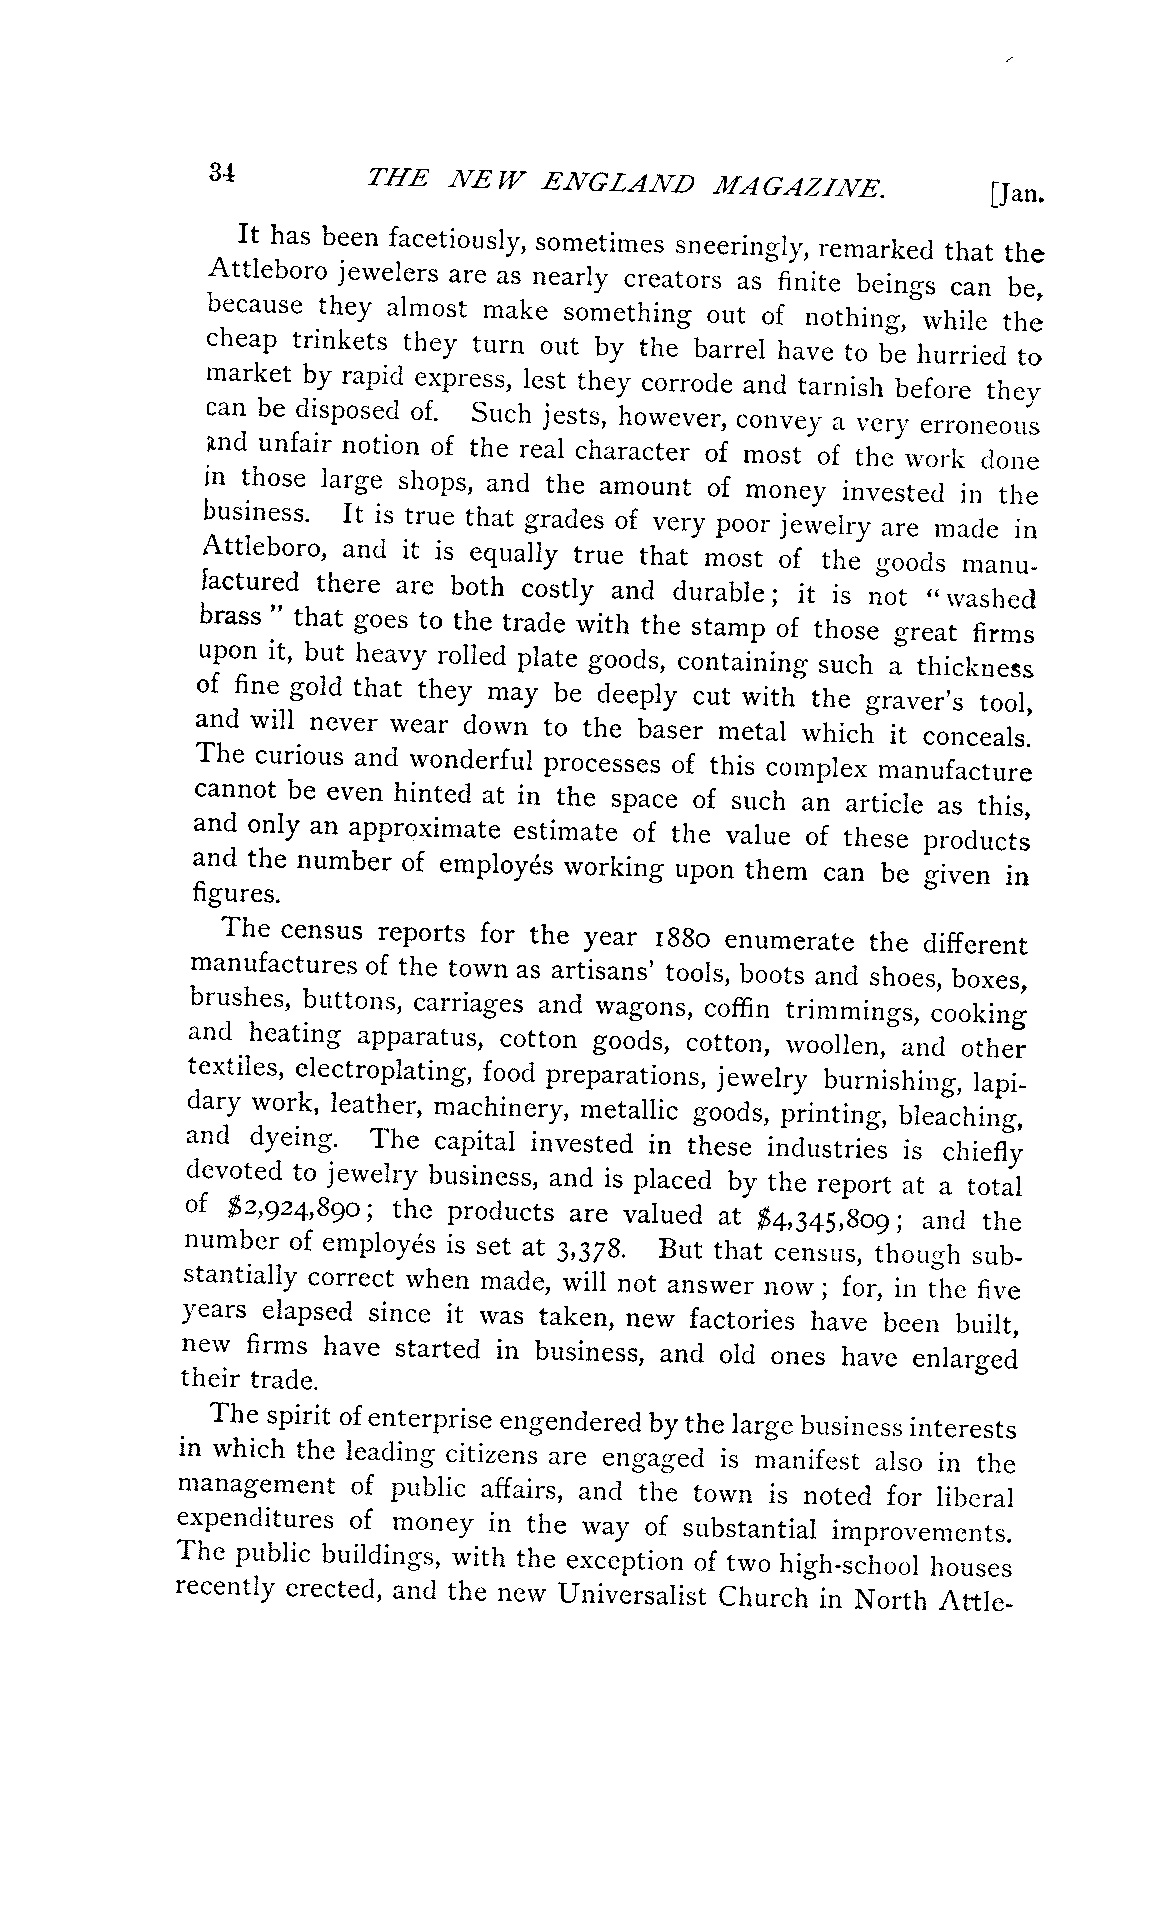 34 THE NEW ENGLAND MAGAZINE. [Jan.
It has been facetiously, sometimes sneeringly, remarked that the
Attleboro jewelers are as nearly creators as finite beings can be,
because they almost make something out of nothing, while the
cheap trinkets they turn out by the barrel have to be hurried to
market by rapid express, lest they corrode and tarnish before they
can be disposed of. Such jests, however, convey a very erroneous
and unfair notion of the real character of most of the work done
in those large shops, and the amount of money invested in the
business. It is true that grades of very poor jewelry are made in
Attleboro, and it is equally true that most of the goods manu-
factured there are both costly and durable; it is not "washed
brass" that goes to the trade with the stamp of those great firms
upon it, but heavy rolled plate goods, containing such a thickness
of fine gold that they may be deeply cut with the graver's tool,
and will never wear down to the baser metal which it conceals.
The curious and wonderful processes of this complex manufacture
cannot be even hinted at in the space of such an article as this,
and only an approximate estimate of the value of these products
and the number of employés working upon them can be given in
figures.
The census reports for the year 1880 enumerate the different
manufactures of the town as artisans' tools, boots and shoes, boxes,
brushes, buttons, carriages and wagons, coffin trimmings, cooking
and heating apparatus, cotton goods, cotton, woollen, and other
textiles, electroplating, food preparations, jewelry burnishing, lapi-
dary work, leather, machinery, metallic goods, printing, bleaching,
and dyeing. The capital invested in these industries is chiefly
devoted to jewelry business, and is placed by the report at a total
of $2,924,890; the products are valued at $4,345,809; and the
number of employés is set at 3,378. But that census, though sub-
stantially correct when made, will not answer now; for, in the five
years elapsed since it was taken, new factories have been built,
new firms have started in business, and old ones have enlarged
their trade.
The spirit of enterprise engendered by the large business interests
in which the leading citizens are engaged is manifest also in the
management of public affairs, and the town is noted for liberal
expenditures of money in the way of substantial improvements.
The public buildings, with the exception of two high-school houses
recently erected, and the new Universalist Church in North Attle-